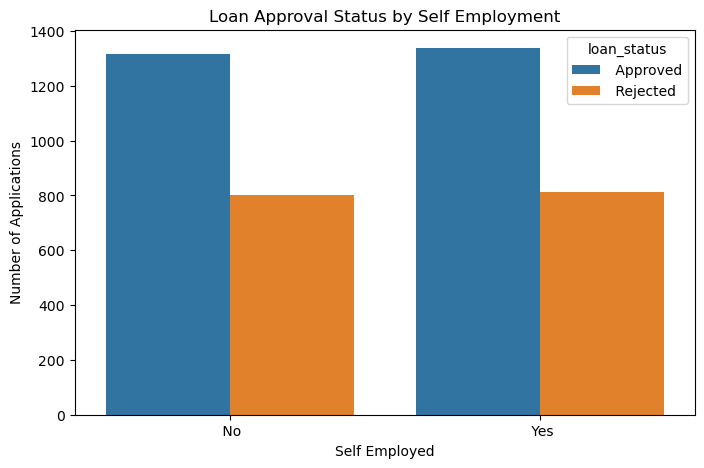 Loan Approval Status by Self Employment
loan_status
Approved
Rejected
Number of Applications
1400
1200
1000
800
600
400
200
0
No
Yes
Self Employed